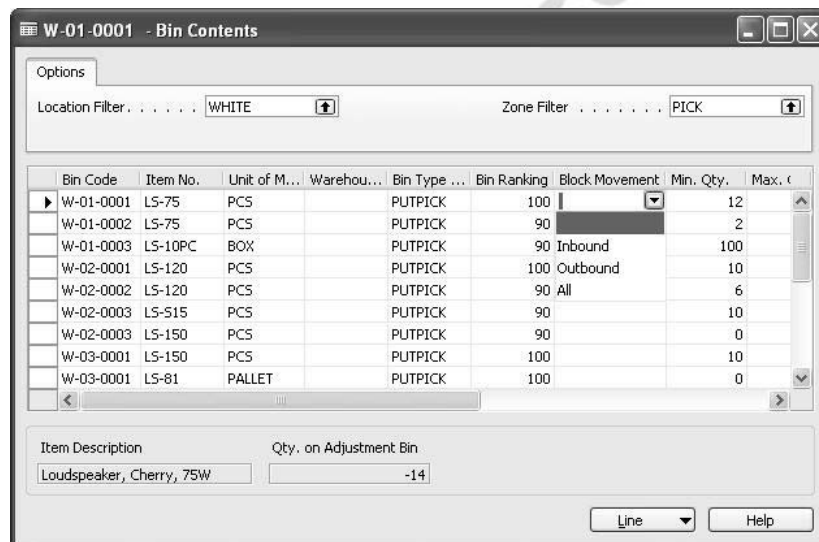 W-01-0001 - Bin Contents
Options
Location Filter. . . . . . WHITE Zone Filter . . . . . . . PICK
Bin Code Item No. Unit of M... Warehou... Bin Type ... Bin Ranking Block Movement Min. Qty. Max. (
W-01-0001 LS-75 PCS PUTPICK 100 12
W-01-0002 LS-75 PCS PUTPICK 90 2
W-01-0003 LS-10PC BOX PUTPICK 90 Inbound 100
W-02-0001 LS-120 PCS PUTPICK 100 Outbound 10
W-02-0002 LS-120 PCS PUTPICK 90 All 6
W-02-0003 LS-S15 PCS PUTPICK 90 10
W-02-0003 LS-150 PCS PUTPICK 90 0
W-03-0001 LS-150 PCS PUTPICK 100 10
W-03-0001 LS-81 PALLET PUTPICK 100 0
Item Description Qty. on Adjustment Bin
Loudspeaker, Cherry, 75W -14
Line Help